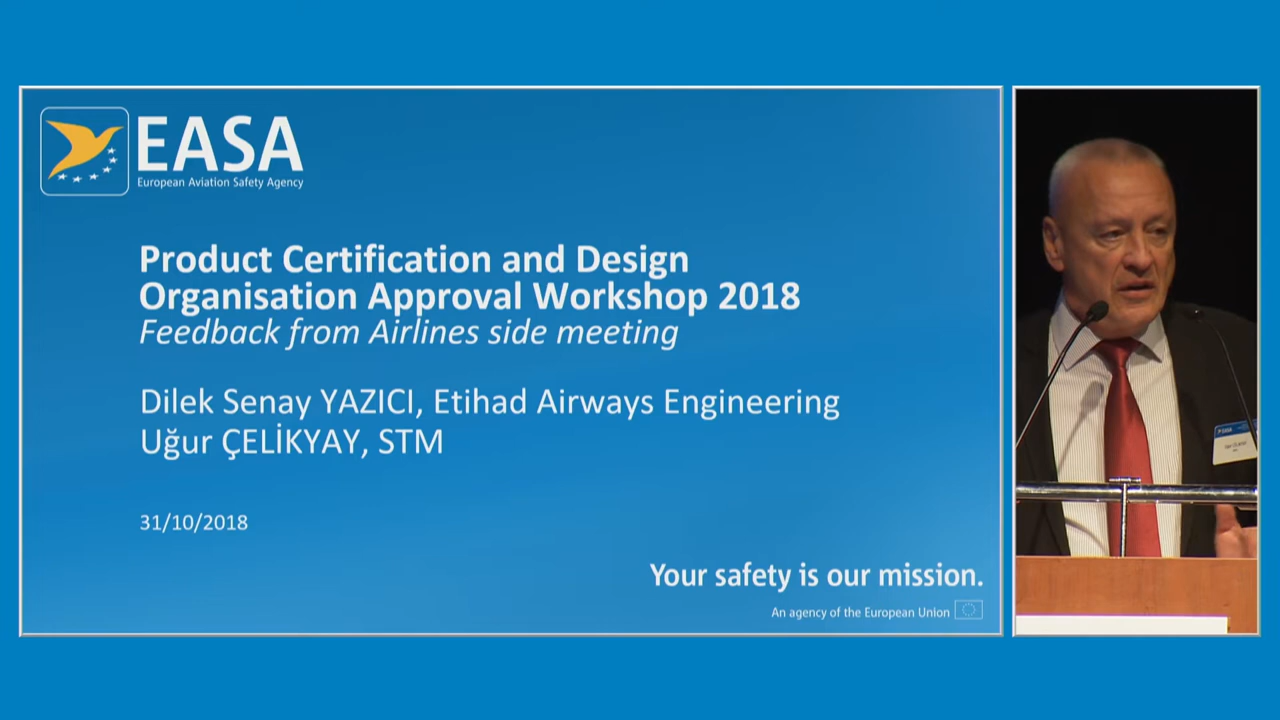 EASA
European Aviation Safety Agency
Product Certification and Design
Organisation Approval Workshop 2018
Feedback from Airlines side meeting
Dilek Senay YAZICI, Etihad Airways Engineering
Uğur ÇELİKYAY, STM
31/10/2018
Your safety is our mission.
An agency of the European Union